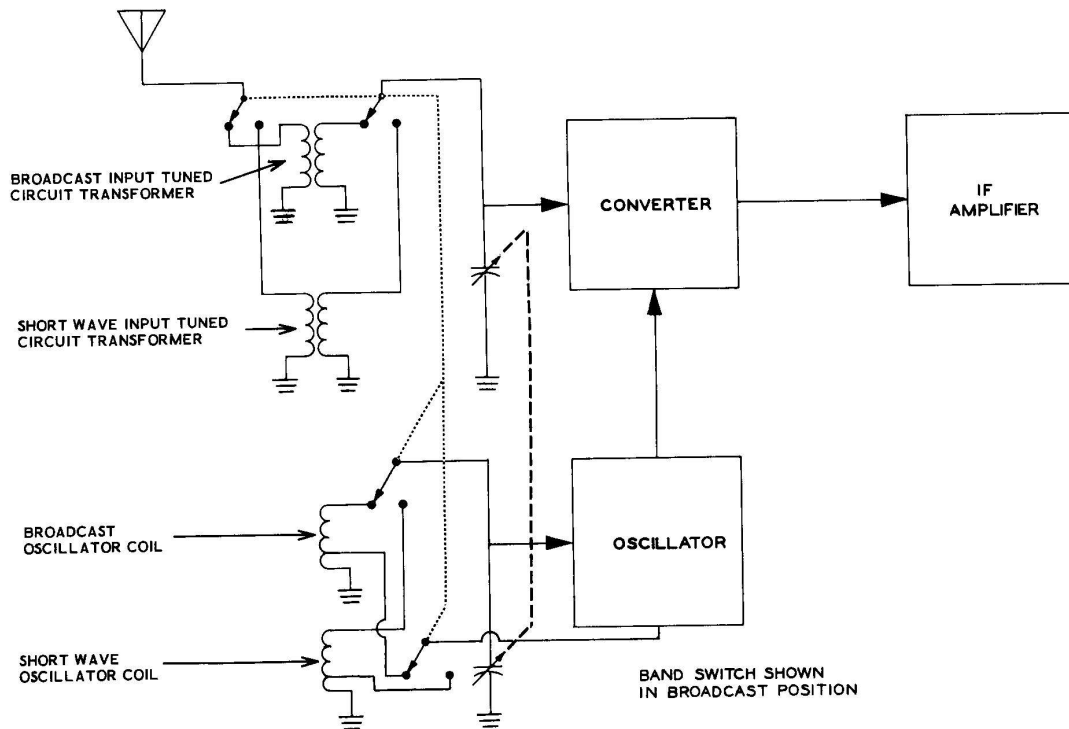 BROADCAST INPUT TUNED
CIRCUIT TRANSFORMER
CONVERTER
IF
AMPLIFIER
SHORT WAVE INPUT TUNED
CIRCUIT TRANSFORMER
BROADCAST
OSCILLATOR COIL
OSCILLATOR
SHORT WAVE
OSCILLATOR COIL
BAND SWITCH SHOWN
IN BROADCAST POSITION